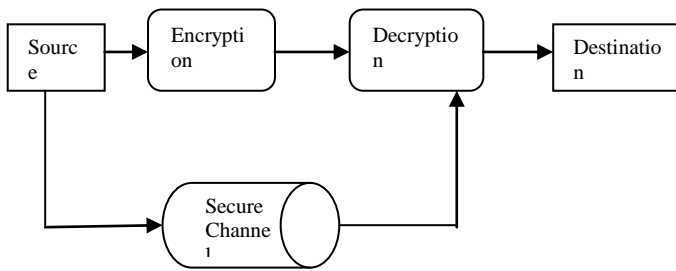 Sourc
e
Encrypti
on
Decryptio
n
Destinatio
n
Secure
Channe
l